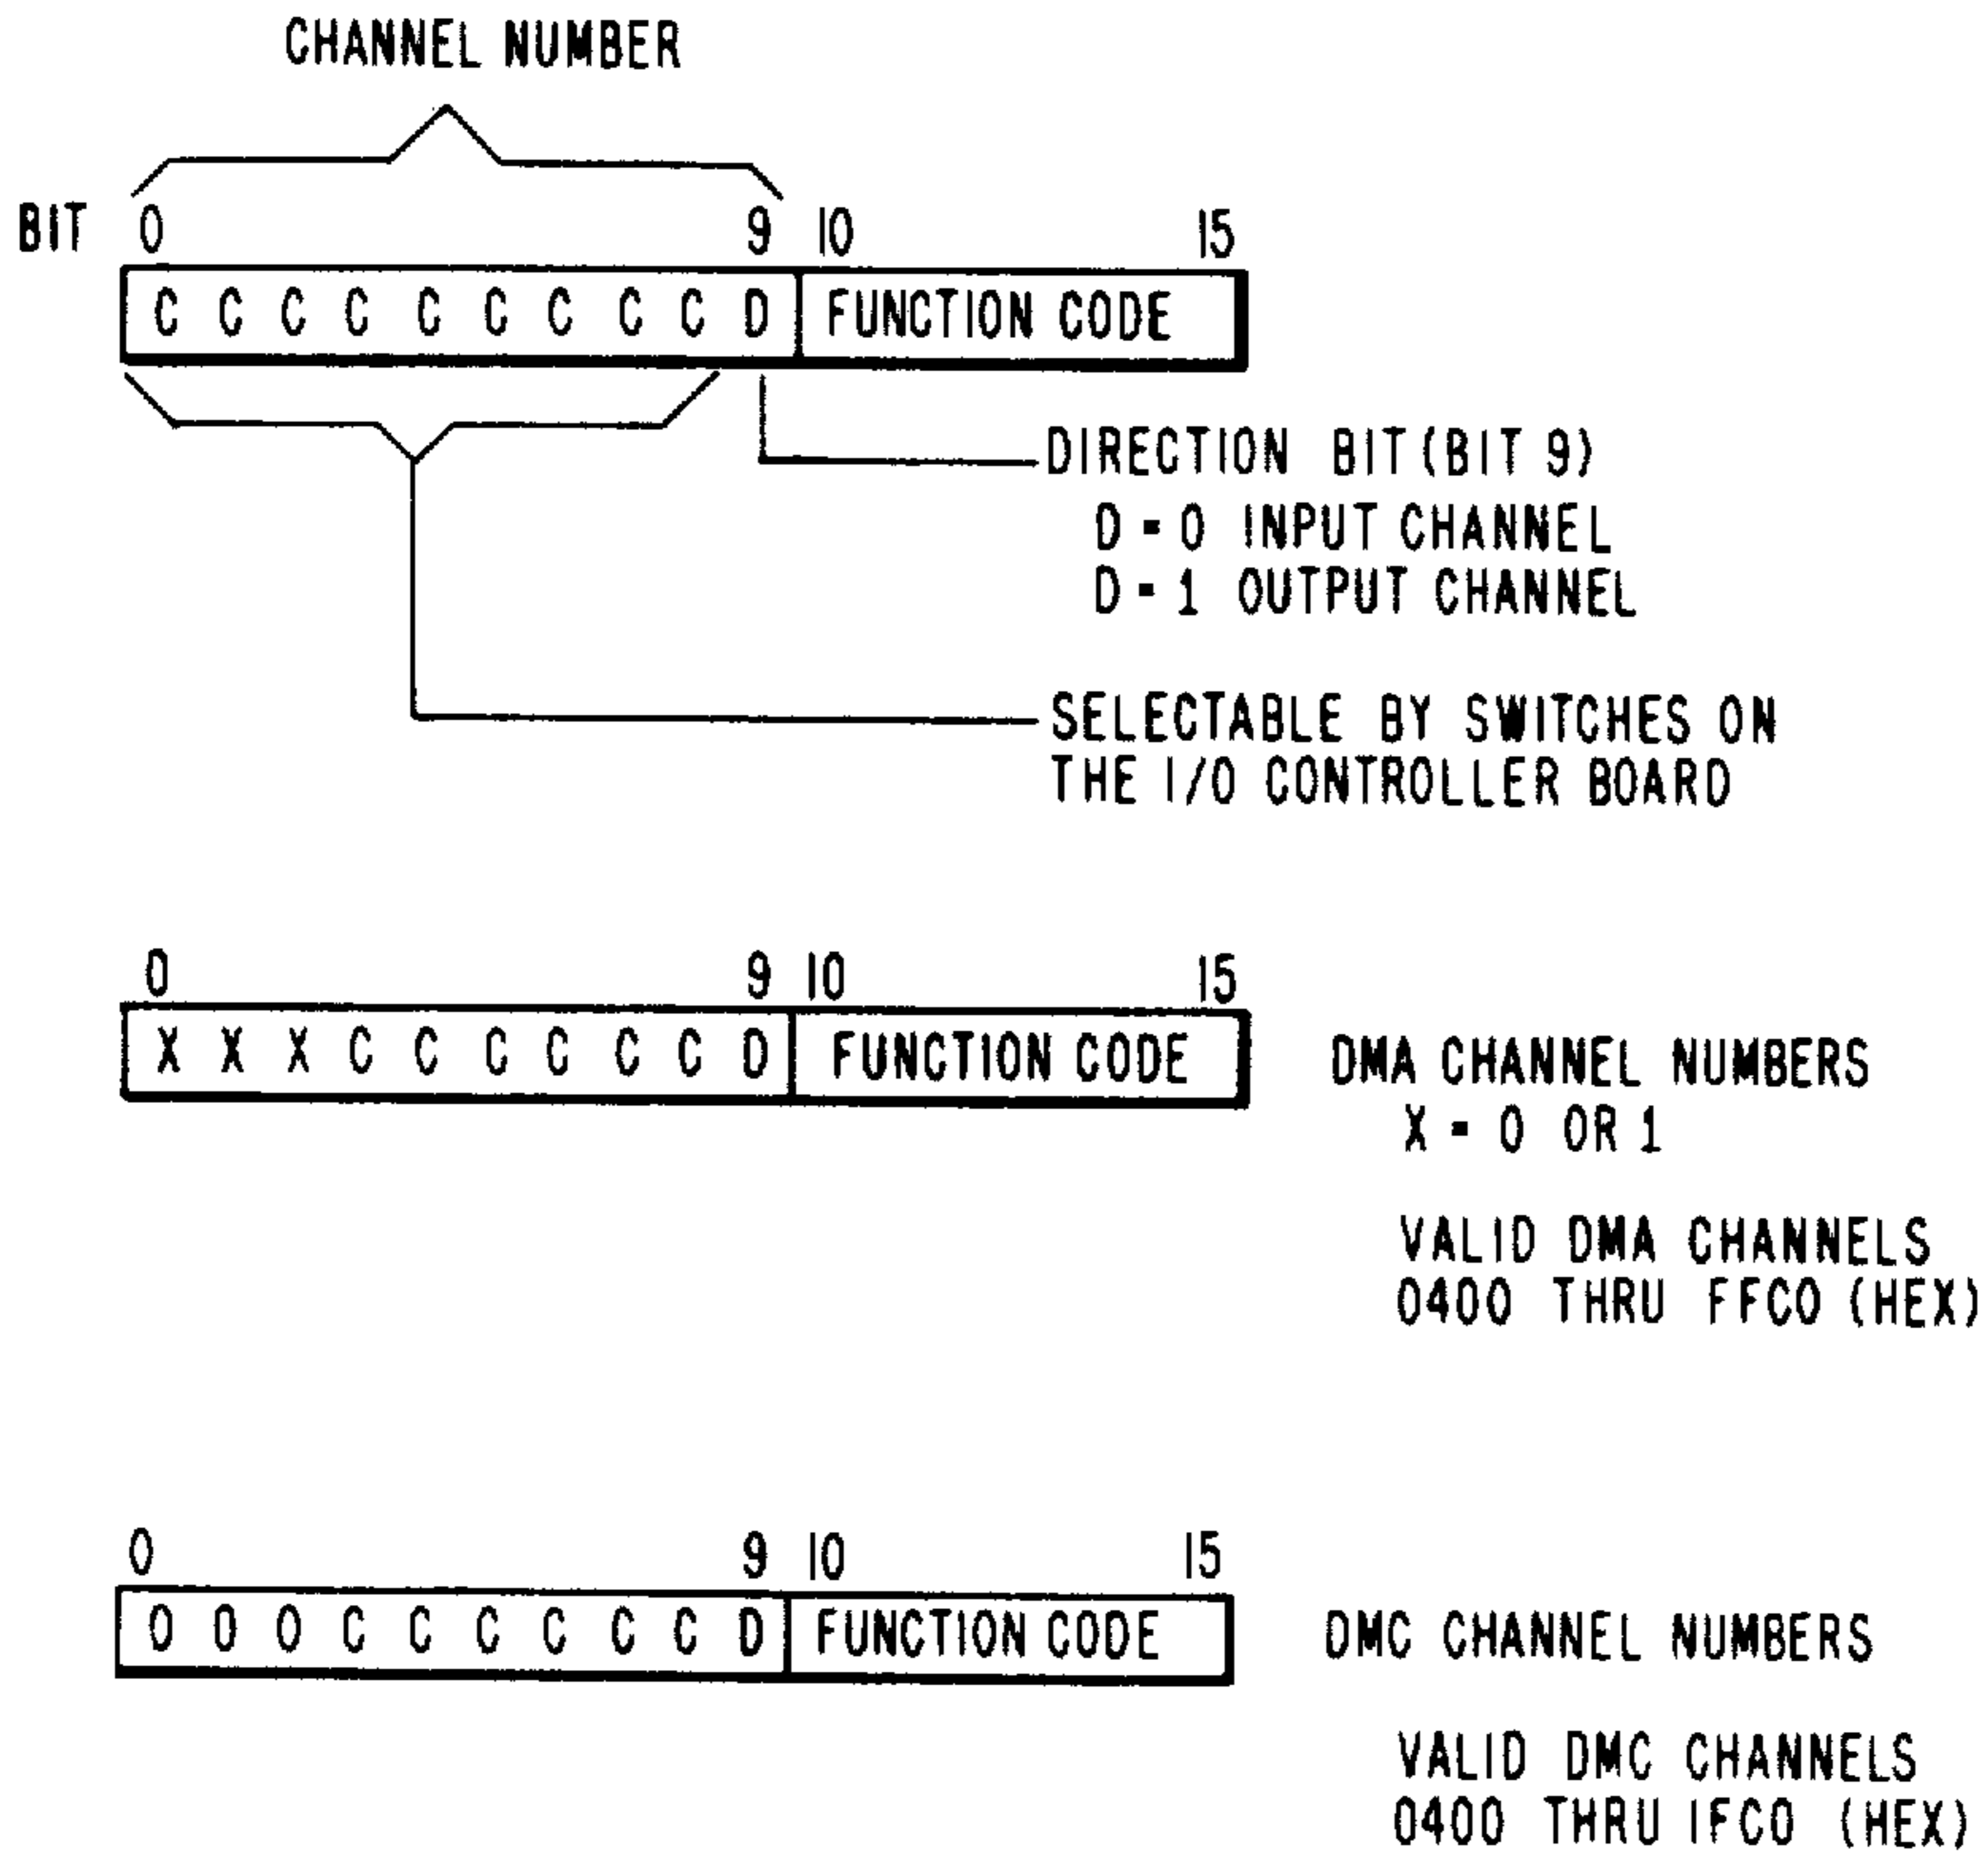 CHANNEL NUMBER
BIT 0 9 10 15
C C C C C C C C C D FUNCTION CODE
DIRECTION BIT (BIT 9)
D = 0 INPUT CHANNEL
D = 1 OUTPUT CHANNEL
SELECTABLE BY SWITCHES ON
THE I/O CONTROLLER BOARD
0 9 10 15
X X X C C C C C C D FUNCTION CODE
DMA CHANNEL NUMBERS
X = 0 OR 1
VALID DMA CHANNELS
0400 THRU FFC0 (HEX)
0 9 10 15
0 0 0 C C C C C C D FUNCTION CODE
DMC CHANNEL NUMBERS
VALID DMC CHANNELS
0400 THRU 1FC0 (HEX)